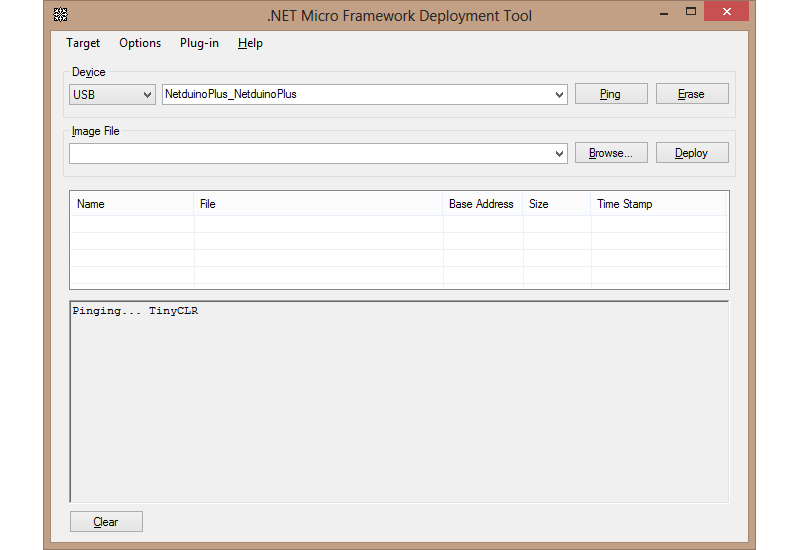 .NET Micro Framework Deployment Tool
Target Options Plug-in Help
Device
USB NetduinoPlus_NetduinoPlus Ping Erase
Image File
Browse... Deploy
Name File Base Address Size Time Stamp
Pinging... TinyCLR
Clear